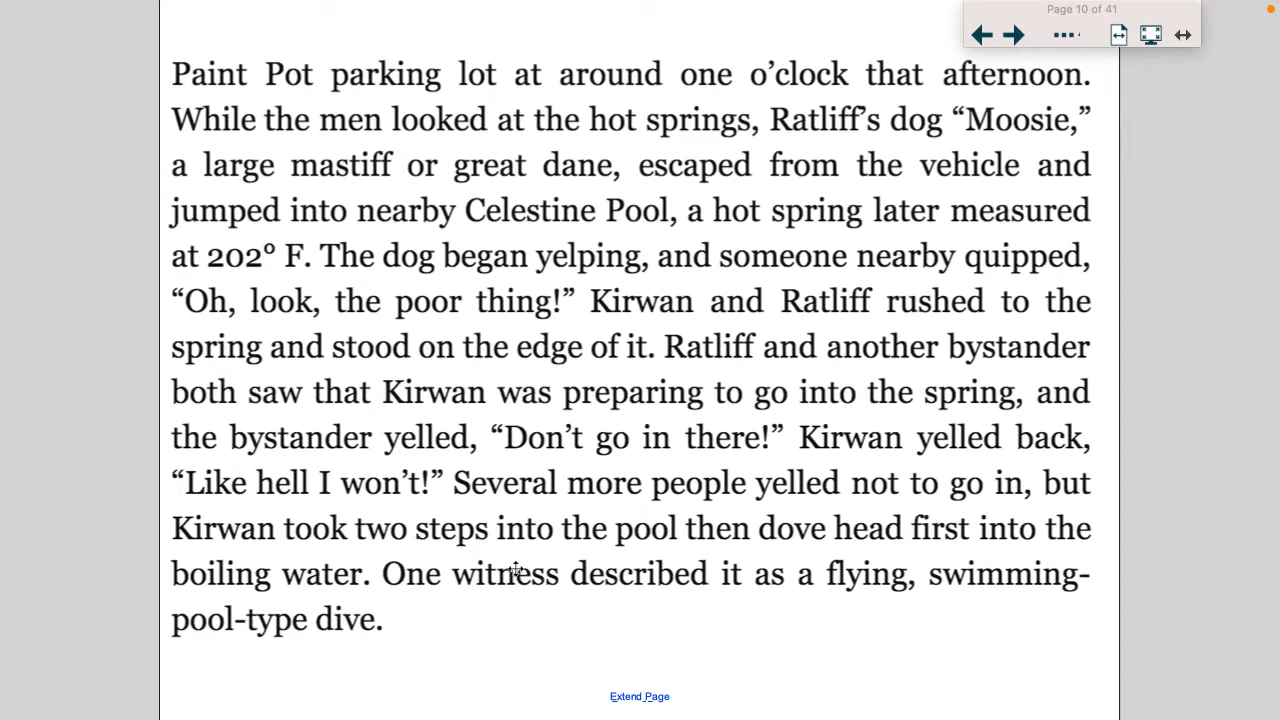 Page 10 of 41
Paint Pot parking lot at around one o’clock that afternoon.
While the men looked at the hot springs, Ratliff’s dog “Moosie,”
a large mastiff or great dane, escaped from the vehicle and
jumped into nearby Celestine Pool, a hot spring later measured
at 202° F. The dog began yelping, and someone nearby quipped,
“Oh, look, the poor thing!” Kirwan and Ratliff rushed to the
spring and stood on the edge of it. Ratliff and another bystander
both saw that Kirwan was preparing to go into the spring, and
the bystander yelled, “Don’t go in there!” Kirwan yelled back,
“Like hell I won’t!” Several more people yelled not to go in, but
Kirwan took two steps into the pool then dove head first into the
boiling water. One witness described it as a flying, swimming-
pool-type dive.
Extend Page